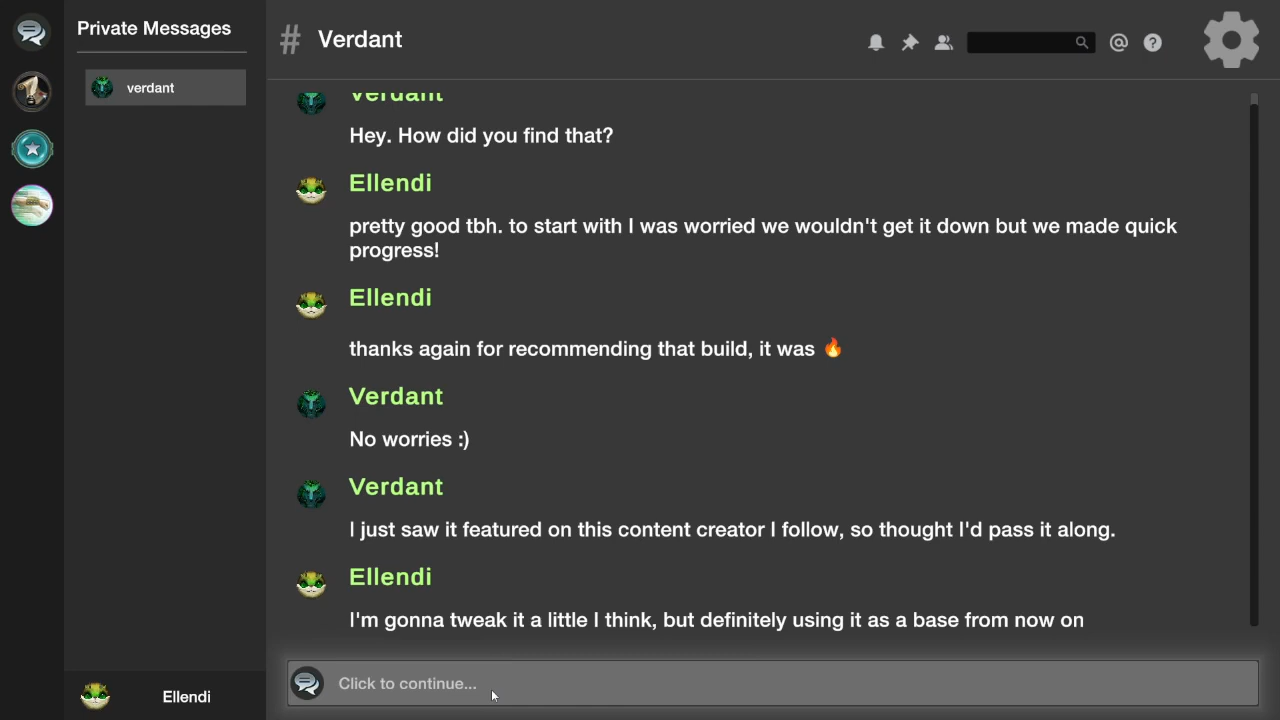 Private Messages
verdant
# Verdant
Verdant
Hey. How did you find that?
Ellendi
pretty good tbh. to start with I was worried we wouldn't get it down but we made quick
progress!
Ellendi
thanks again for recommending that build, it was 🔥
Verdant
No worries :)
Verdant
I just saw it featured on this content creator I follow, so thought I'd pass it along.
Ellendi
I'm gonna tweak it a little I think, but definitely using it as a base from now on
Click to continue...
Ellendi